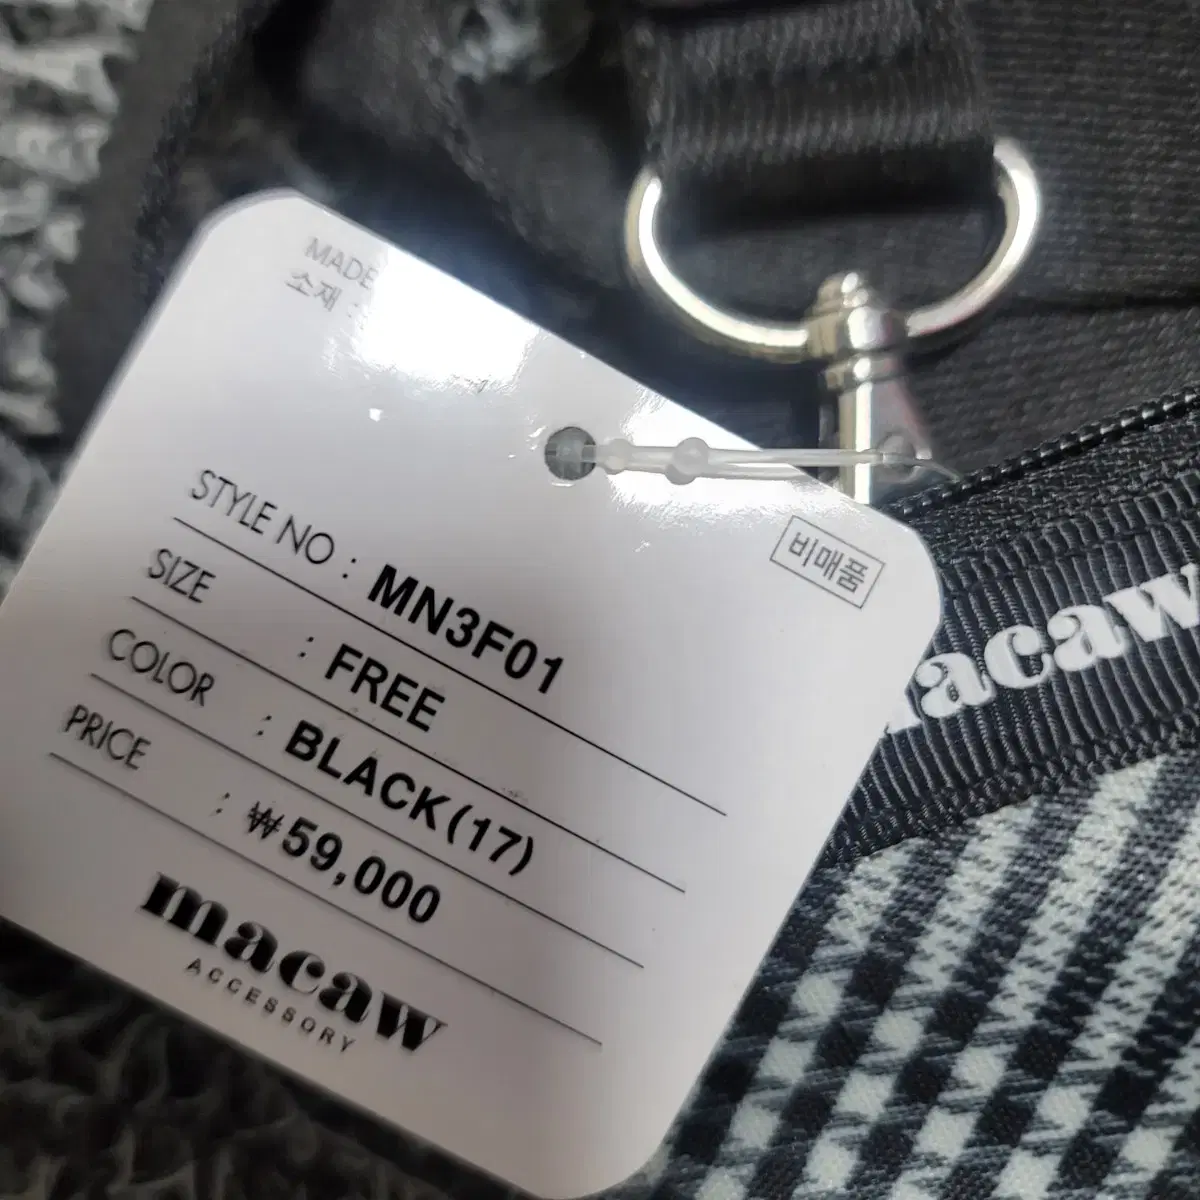 MADE
소재 :
비매품
STYLE NO : MN3F01
SIZE : FREE
COLOR : BLACK(17)
PRICE : ₩59,000
macaw
ACCESSORY
macaw